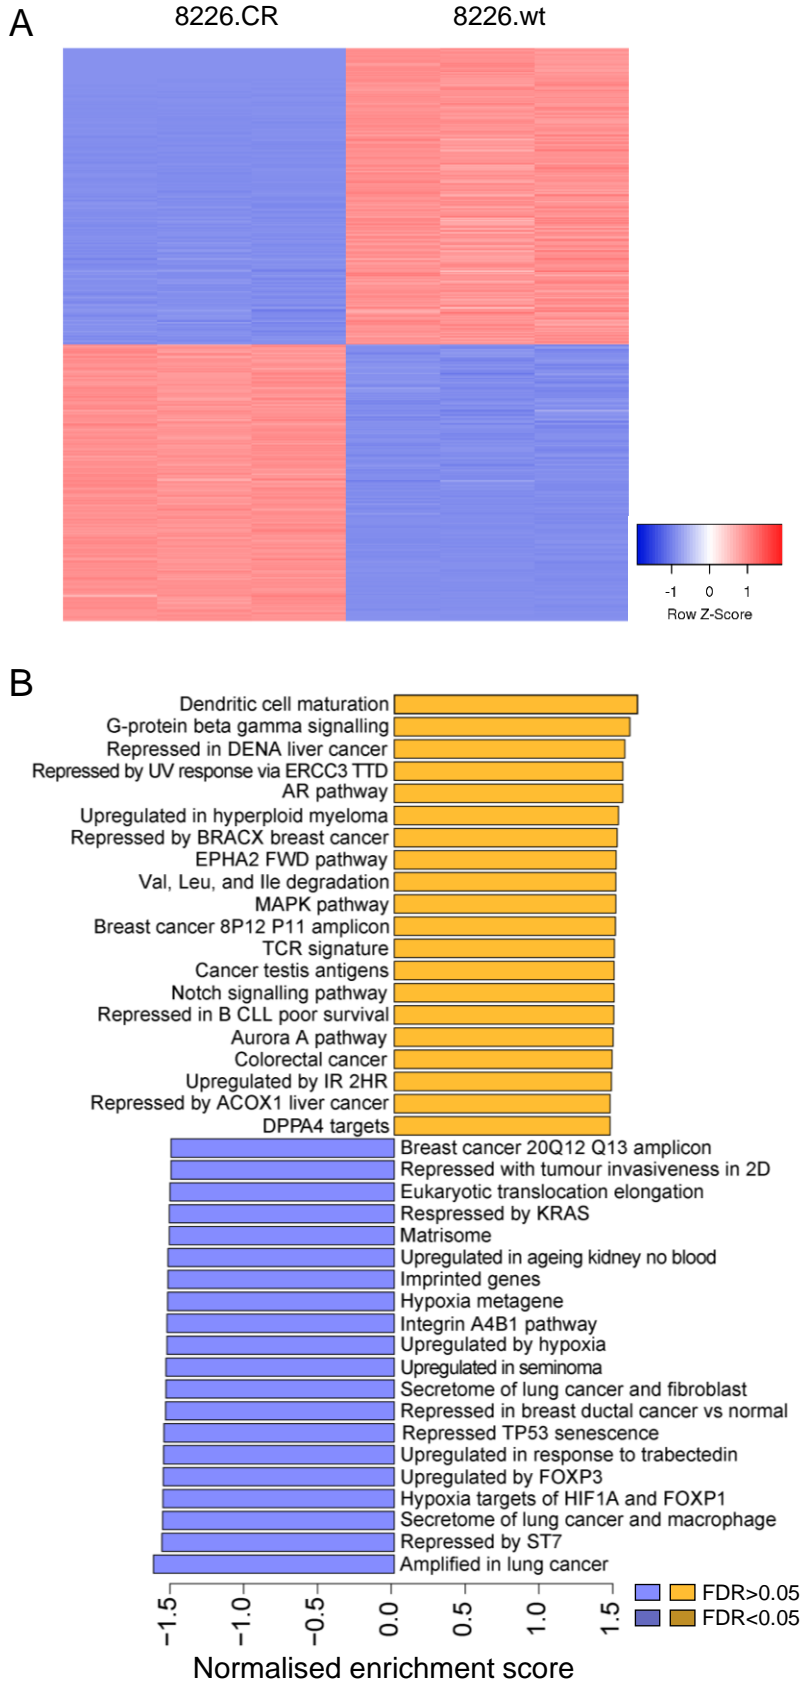 A
8226.CR
8226.wt
-1
0
1
Row Z-Score
B
Dendritic cell maturation
G-protein beta gamma signalling
Repressed in DENA liver cancer
Repressed by UV response via ERCC3 TTD
AR pathway
Upregulated in hyperploid myeloma
Repressed by BRACX breast cancer
EPHA2 FWD pathway
Val, Leu, and Ile degradation
MAPK pathway
Breast cancer 8P12 P11 amplicon
TCR signature
Cancer testis antigens
Notch signalling pathway
Repressed in B CLL poor survival
Aurora A pathway
Colorectal cancer
Upregulated by IR 2HR
Repressed by ACOX1 liver cancer
DPPA4 targets
Breast cancer 20Q12 Q13 amplicon
Repressed with tumour invasiveness in 2D
Eukaryotic translocation elongation
Respressed by KRAS
Matrisome
Upregulated in ageing kidney no blood
Imprinted genes
Hypoxia metagene
Integrin A4B1 pathway
Upregulated by hypoxia
Upregulated in seminoma
Secretome of lung cancer and fibroblast
Repressed in breast ductal cancer vs normal
Repressed TP53 senescence
Upregulated in response to trabectedin
Upregulated by FOXP3
Hypoxia targets of HIF1A and FOXP1
Secretome of lung cancer and macrophage
Repressed by ST7
Amplified in lung cancer
−1.5
−1.0
−0.5
0.0
0.5
1.0
1.5
FDR>0.05
FDR<0.05
Normalised enrichment score